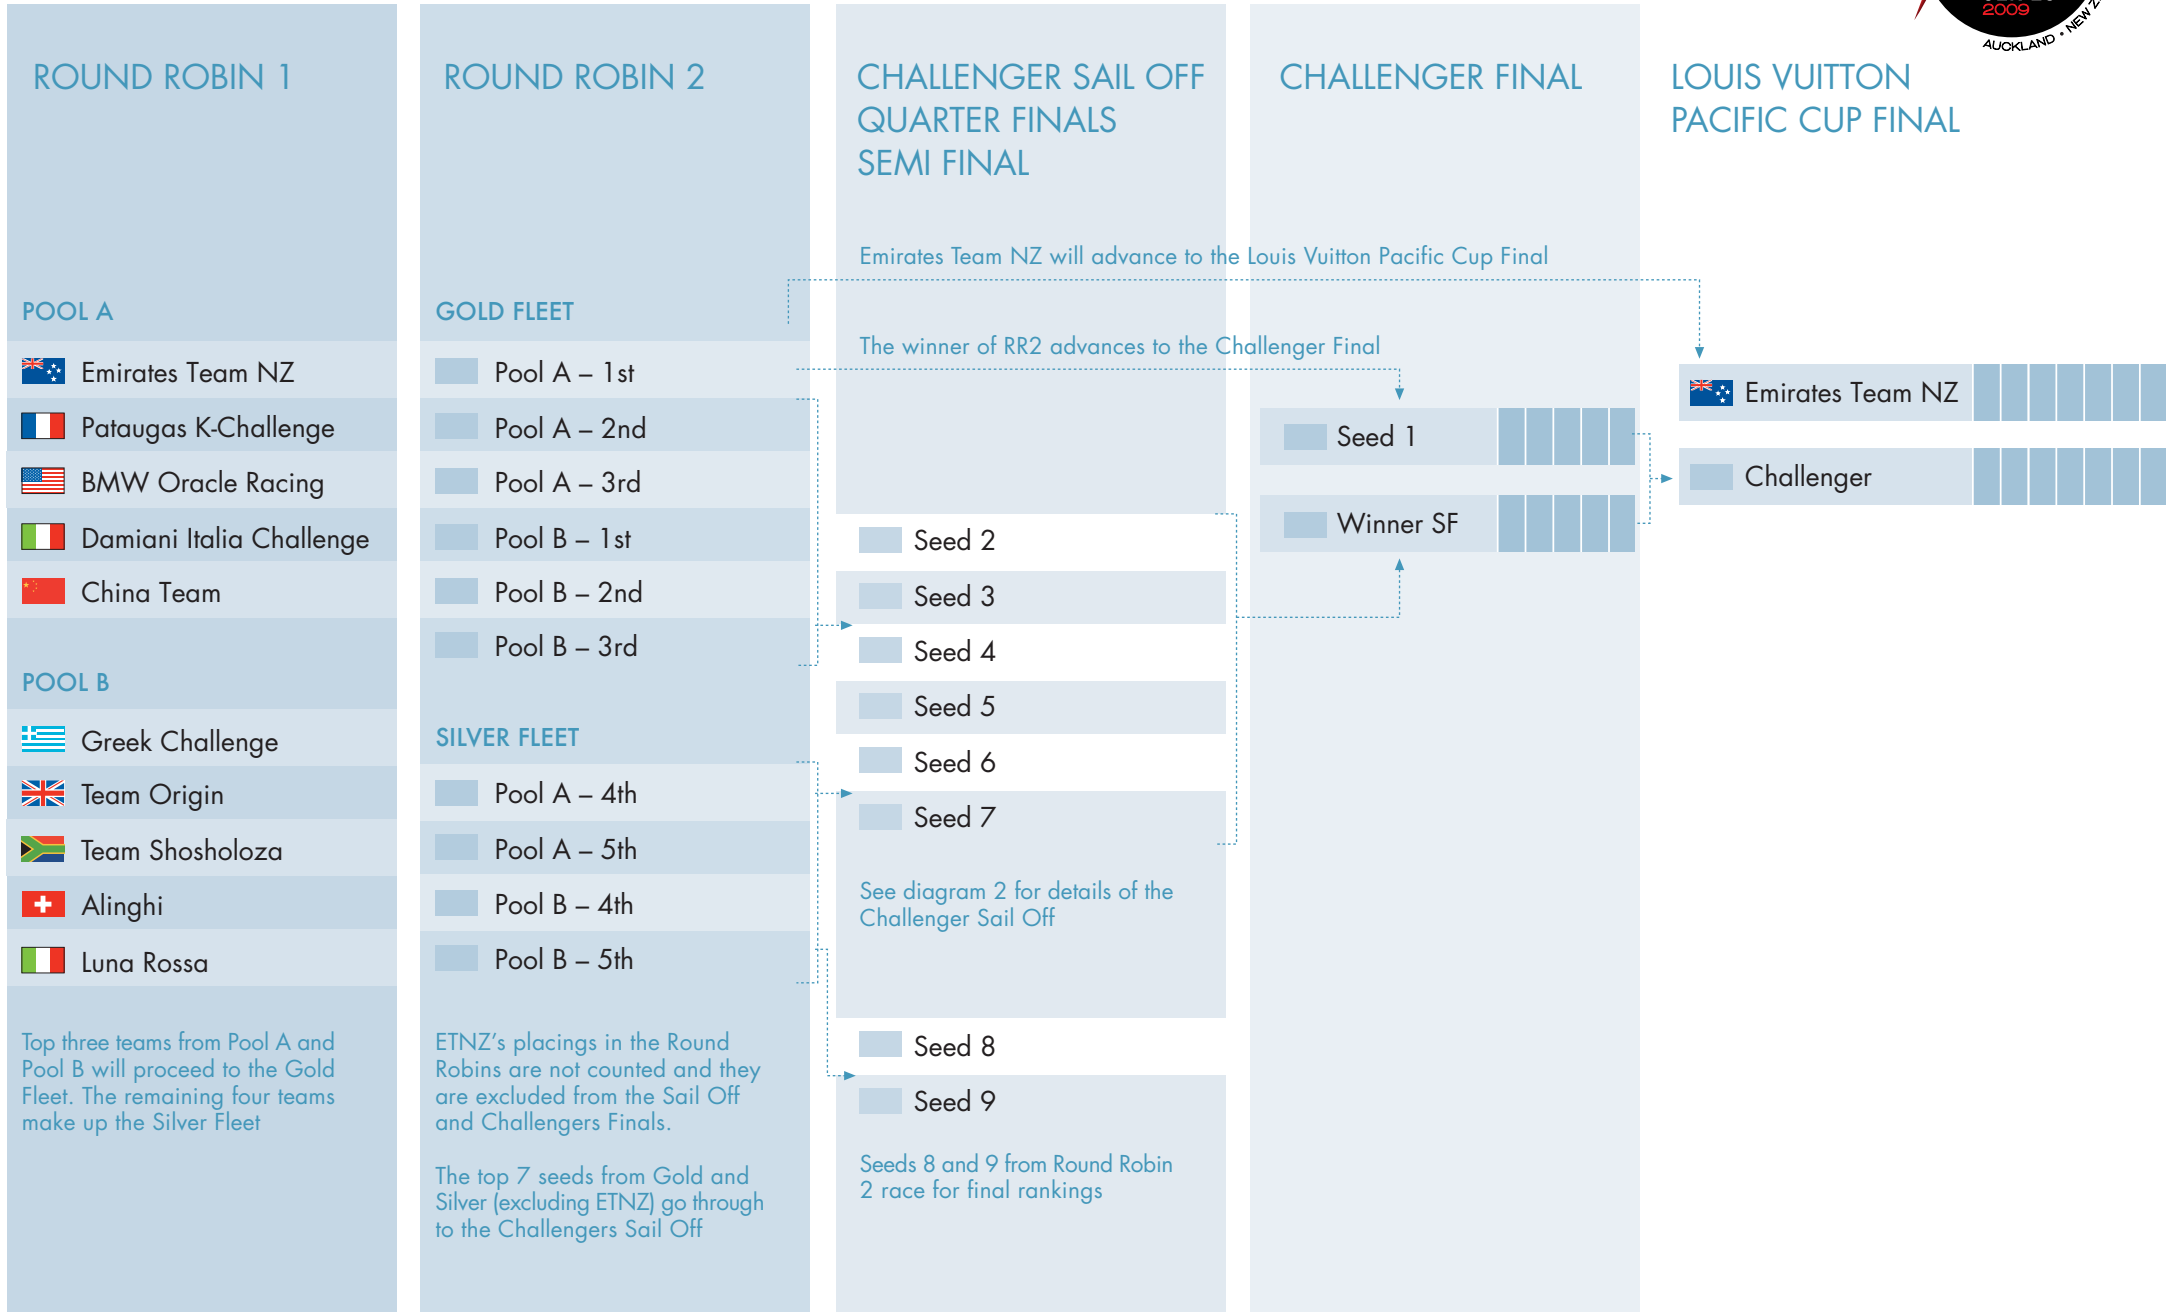 2009
AUCKLAND • NEW
ROUND ROBIN 1
POOL A
Emirates Team NZ
Pataugas K-Challenge
BMW Oracle Racing
Damiani Italia Challenge
China Team
POOL B
Greek Challenge
Team Origin
Team Shosholoza
Alinghi
Luna Rossa
Top three teams from Pool A and
Pool B will proceed to the Gold
Fleet. The remaining four teams
make up the Silver Fleet
ROUND ROBIN 2
GOLD FLEET
Pool A – 1st
Pool A – 2nd
Pool A – 3rd
Pool B – 1st
Pool B – 2nd
Pool B – 3rd
SILVER FLEET
Pool A – 4th
Pool A – 5th
Pool B – 4th
Pool B – 5th
ETNZ’s placings in the Round
Robins are not counted and they
are excluded from the Sail Off
and Challengers Finals.
The top 7 seeds from Gold and
Silver (excluding ETNZ) go through
to the Challengers Sail Off
CHALLENGER SAIL OFF
QUARTER FINALS
SEMI FINAL
Emirates Team NZ will advance to the Louis Vuitton Pacific Cup Final
The winner of RR2 advances to the Challenger Final
Seed 2
Seed 3
Seed 4
Seed 5
Seed 6
Seed 7
See diagram 2 for details of the
Challenger Sail Off
Seed 8
Seed 9
Seeds 8 and 9 from Round Robin
2 race for final rankings
CHALLENGER FINAL
Seed 1
Winner SF
LOUIS VUITTON
PACIFIC CUP FINAL
Emirates Team NZ
Challenger